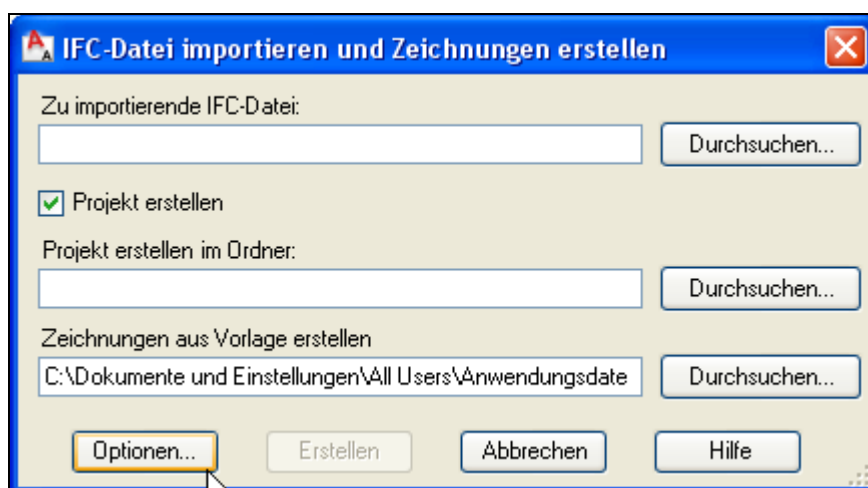 IFC-Datei importieren und Zeichnungen erstellen
Zu importierende IFC-Datei:
Durchsuchen...
Projekt erstellen
Projekt erstellen im Ordner:
Durchsuchen...
Zeichnungen aus Vorlage erstellen
C:\Dokumente und Einstellungen\All Users\Anwendungsdate
Durchsuchen...
Optionen... Erstellen Abbrechen Hilfe